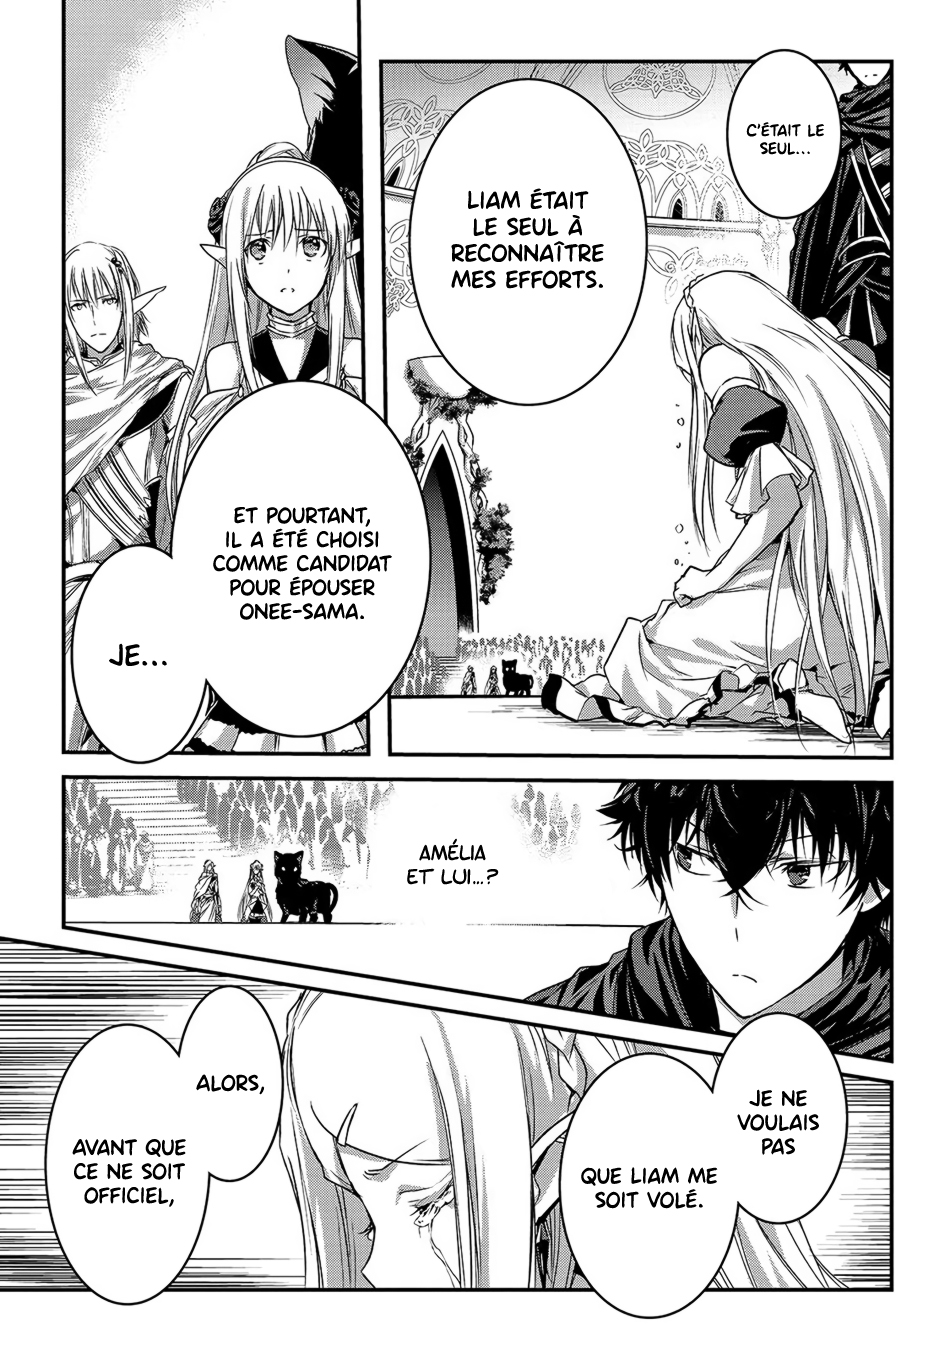 C'ÉTAIT LE
SEUL...
LIAM ÉTAIT
LE SEUL À
RECONNAÎTRE
MES EFFORTS.
ET POURTANT,
IL A ÉTÉ CHOISI
COMME CANDIDAT
POUR ÉPOUSER
ONEE-SAMA.
JE...
AMÉLIA
ET LUI...?
JE NE
VOULAIS
PAS
QUE LIAM ME
SOIT VOLÉ.
ALORS,
AVANT QUE
CE NE SOIT
OFFICIEL,